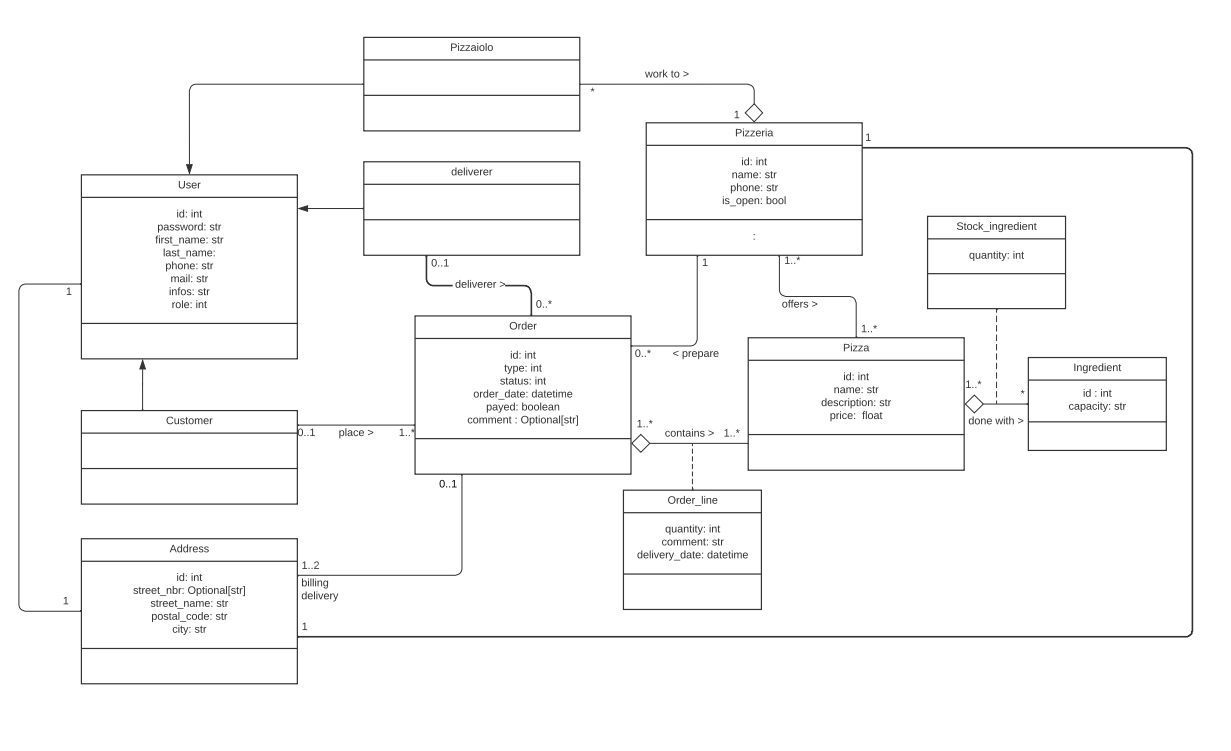 Pizzaiolo
work to >
*
1
Pizzeria
id: int
name: str
phone: str
is_open: bool
:
1
1
1..*
deliverer
0..1
deliverer >
0..*
User
id: int
password: str
first_name: str
last_name:
phone: str
mail: str
infos: str
role: int
1
Stock_ingredient
quantity: int
offers >
1..*
Order
id: int
type: int
status: int
order_date: datetime
payed: boolean
comment : Optional[str]
0..*
< prepare
Pizza
id: int
name: str
description: str
price:  float
1..*
*
done with >
Ingredient
id : int
capacity: str
Customer
0..1
place >
1..*
1..*
contains >
1..*
0..1
Order_line
quantity: int
comment: str
delivery_date: datetime
Address
id: int
street_nbr: Optional[str]
street_name: str
postal_code: str
city: str
1..2
billing
delivery
1
1